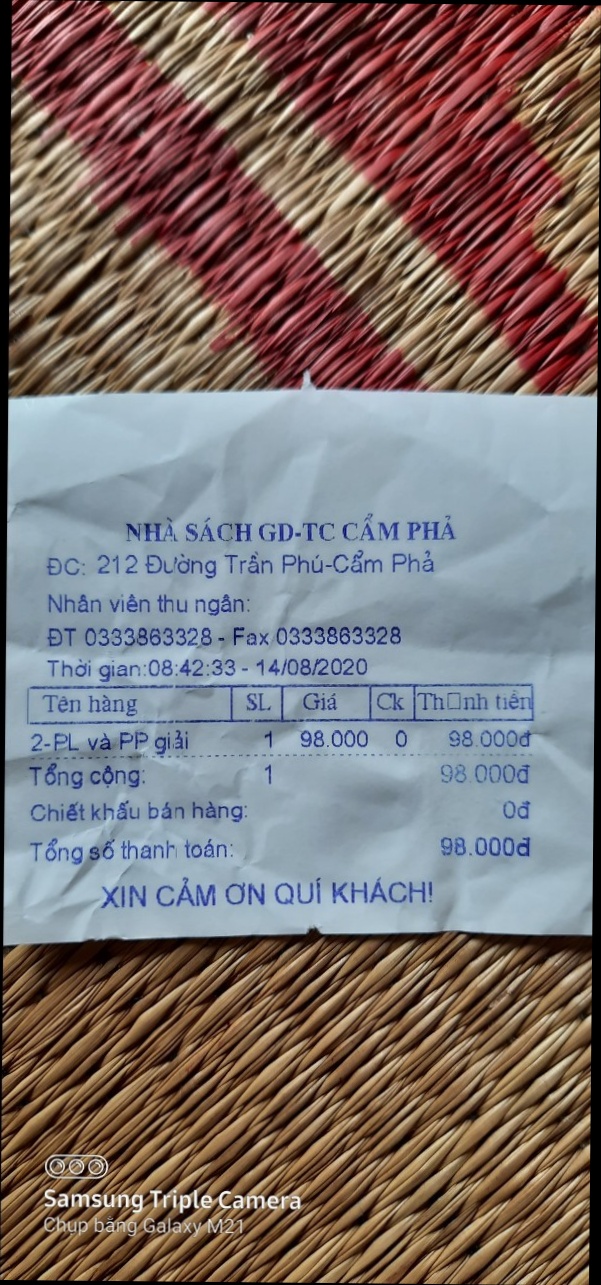 NHÀ SÁCH GD-TC CẨM PHẢ
ĐC: 212 Đường Trần Phú-Cẩm Phả
Nhân viên thu ngân:
ĐT 0333863328 - Fax 0333863328
Thời gian:08:42:33 - 14/08/2020
Tên hàng SL Giá Ck Th□nh tiền
2-PL và PP giải 1 98.000 0 98.000đ
Tổng cộng: 1 98.000đ
Chiết khấu bán hàng: 0đ
Tổng số thanh toán: 98.000đ
XIN CẢM ƠN QUÍ KHÁCH!
Samsung Triple Camera
Chụp bằng Galaxy M21